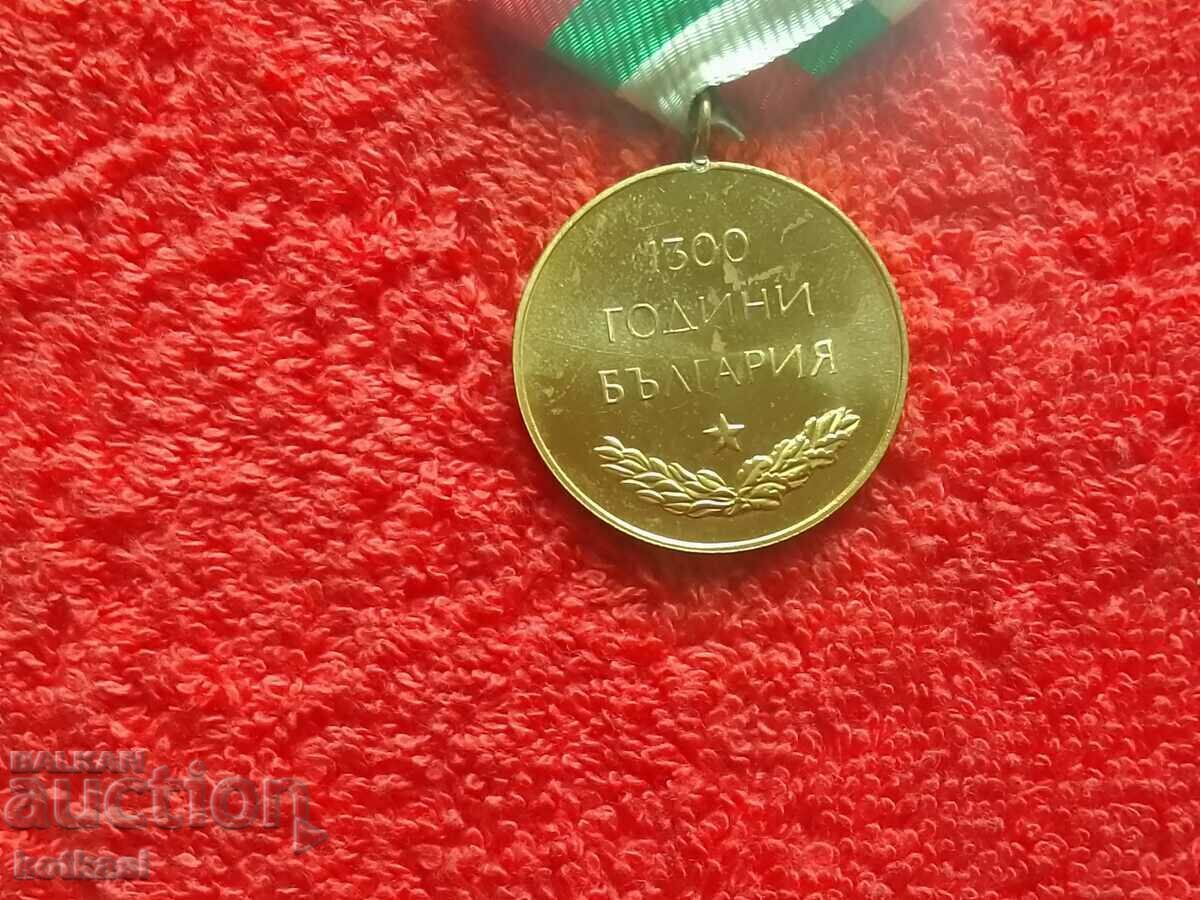 1300
ГОДИНИ
БЪЛГАРИЯ
BALKAN
auction
kotkasi